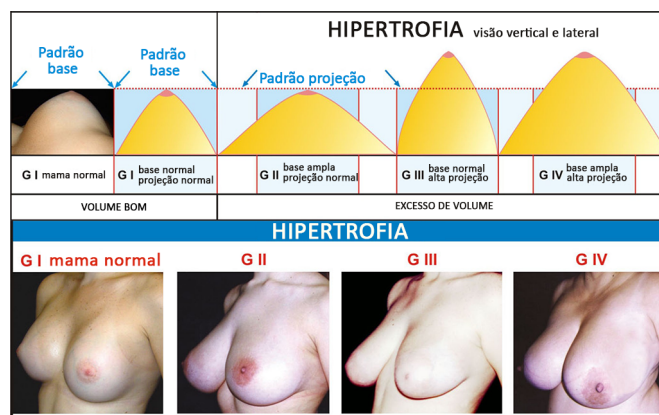 HIPERTROFIA visão vertical e lateral
Padrão
base
Padrão
base
Padrão projeção
G I mama normal
G I base normal
projeção normal
G II base ampla
projeção normal
G III base normal
alta projeção
G IV base ampla
alta projeção
VOLUME BOM
EXCESSO DE VOLUME
HIPERTROFIA
G I mama normal
G II
G III
G IV